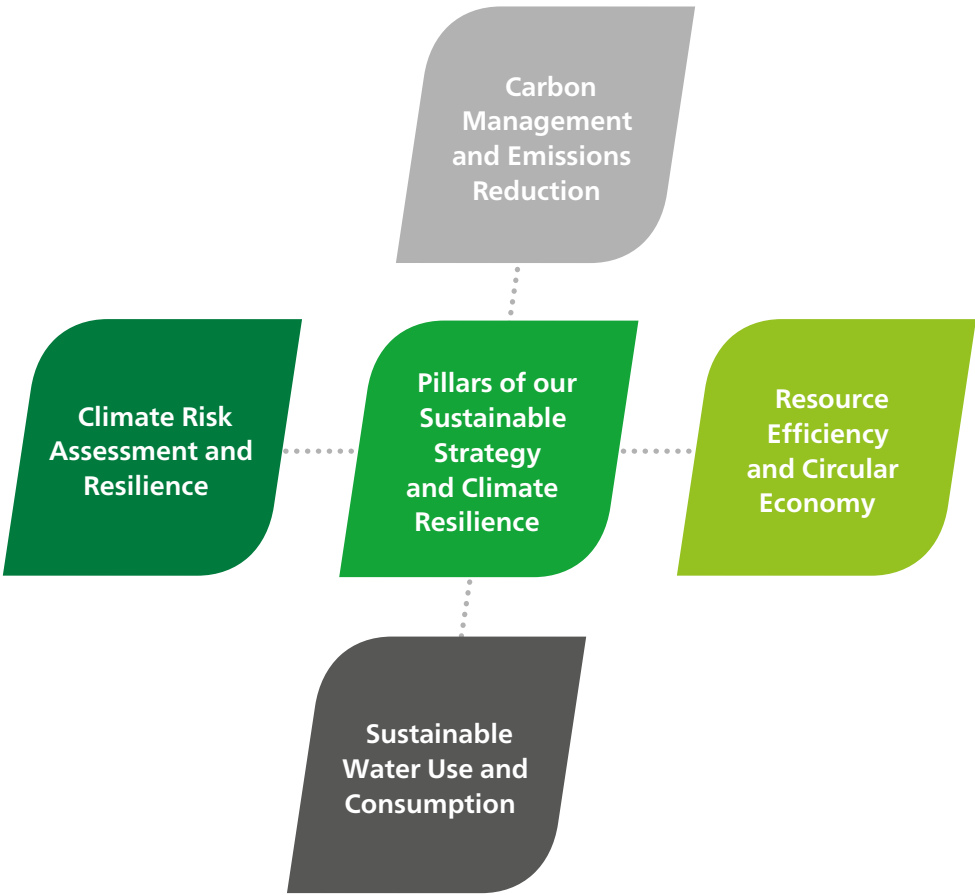 Carbon
Management
and Emissions
Reduction
Climate Risk
Assessment and
Resilience
Pillars of our
Sustainable
Strategy
and Climate
Resilience
Resource
Efficiency
and Circular
Economy
Sustainable
Water Use and
Consumption